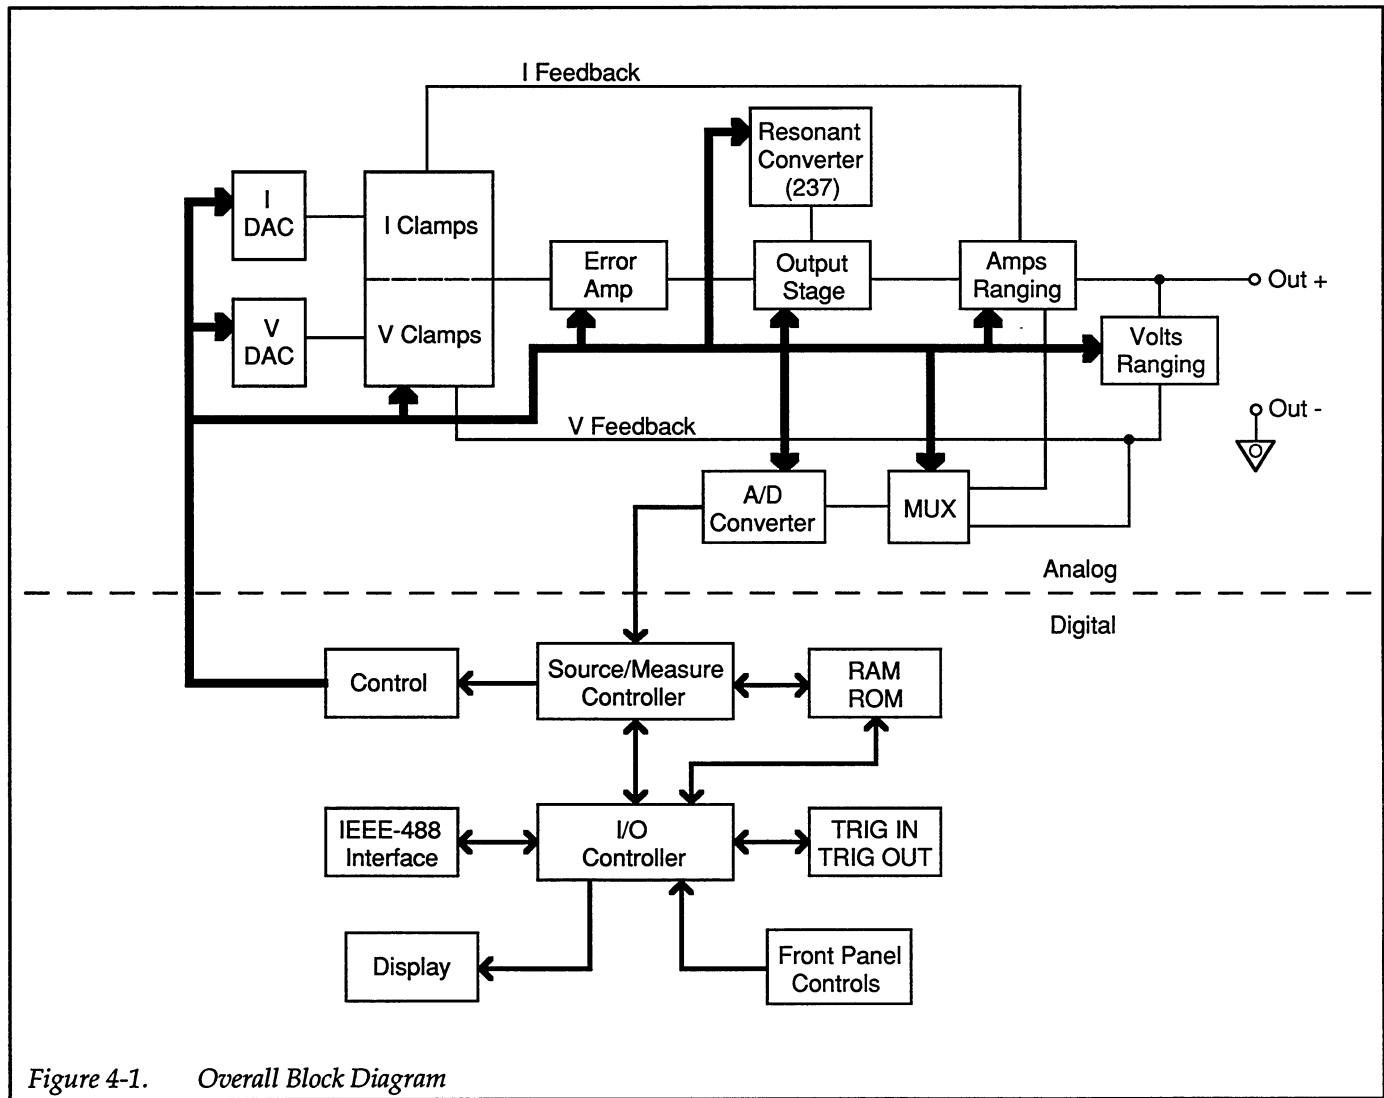 I Feedback
Resonant
Converter
(237)
I
DAC
I Clamps
Error
Amp
Output
Stage
Amps
Ranging
Out +
V
DAC
V Clamps
Volts
Ranging
Out -
V Feedback
A/D
Converter
MUX
Analog
Digital
Control
Source/Measure
Controller
RAM
ROM
IEEE-488
Interface
I/O
Controller
TRIG IN
TRIG OUT
Display
Front Panel
Controls
Figure 4-1. Overall Block Diagram